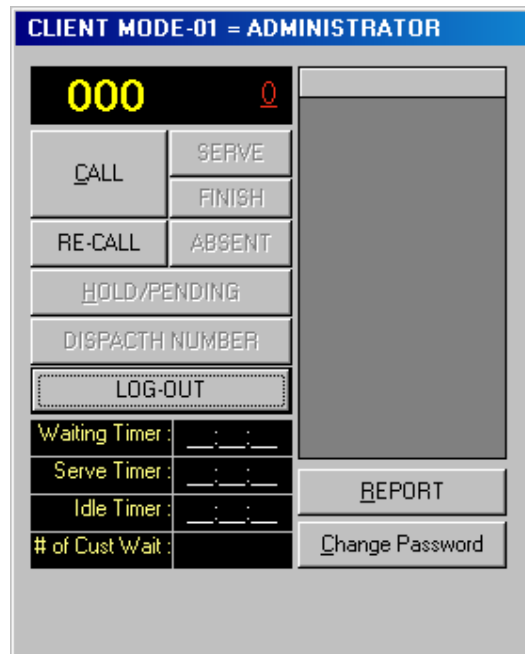 CLIENT MODE-01 = ADMINISTRATOR
000 0
CALL
SERVE
FINISH
RE-CALL
ABSENT
HOLD/PENDING
DISPACTH NUMBER
LOG-OUT
Waiting Timer : __:__:__
Serve Timer : __:__:__
Idle Timer : __:__:__
# of Cust Wait :
REPORT
Change Password